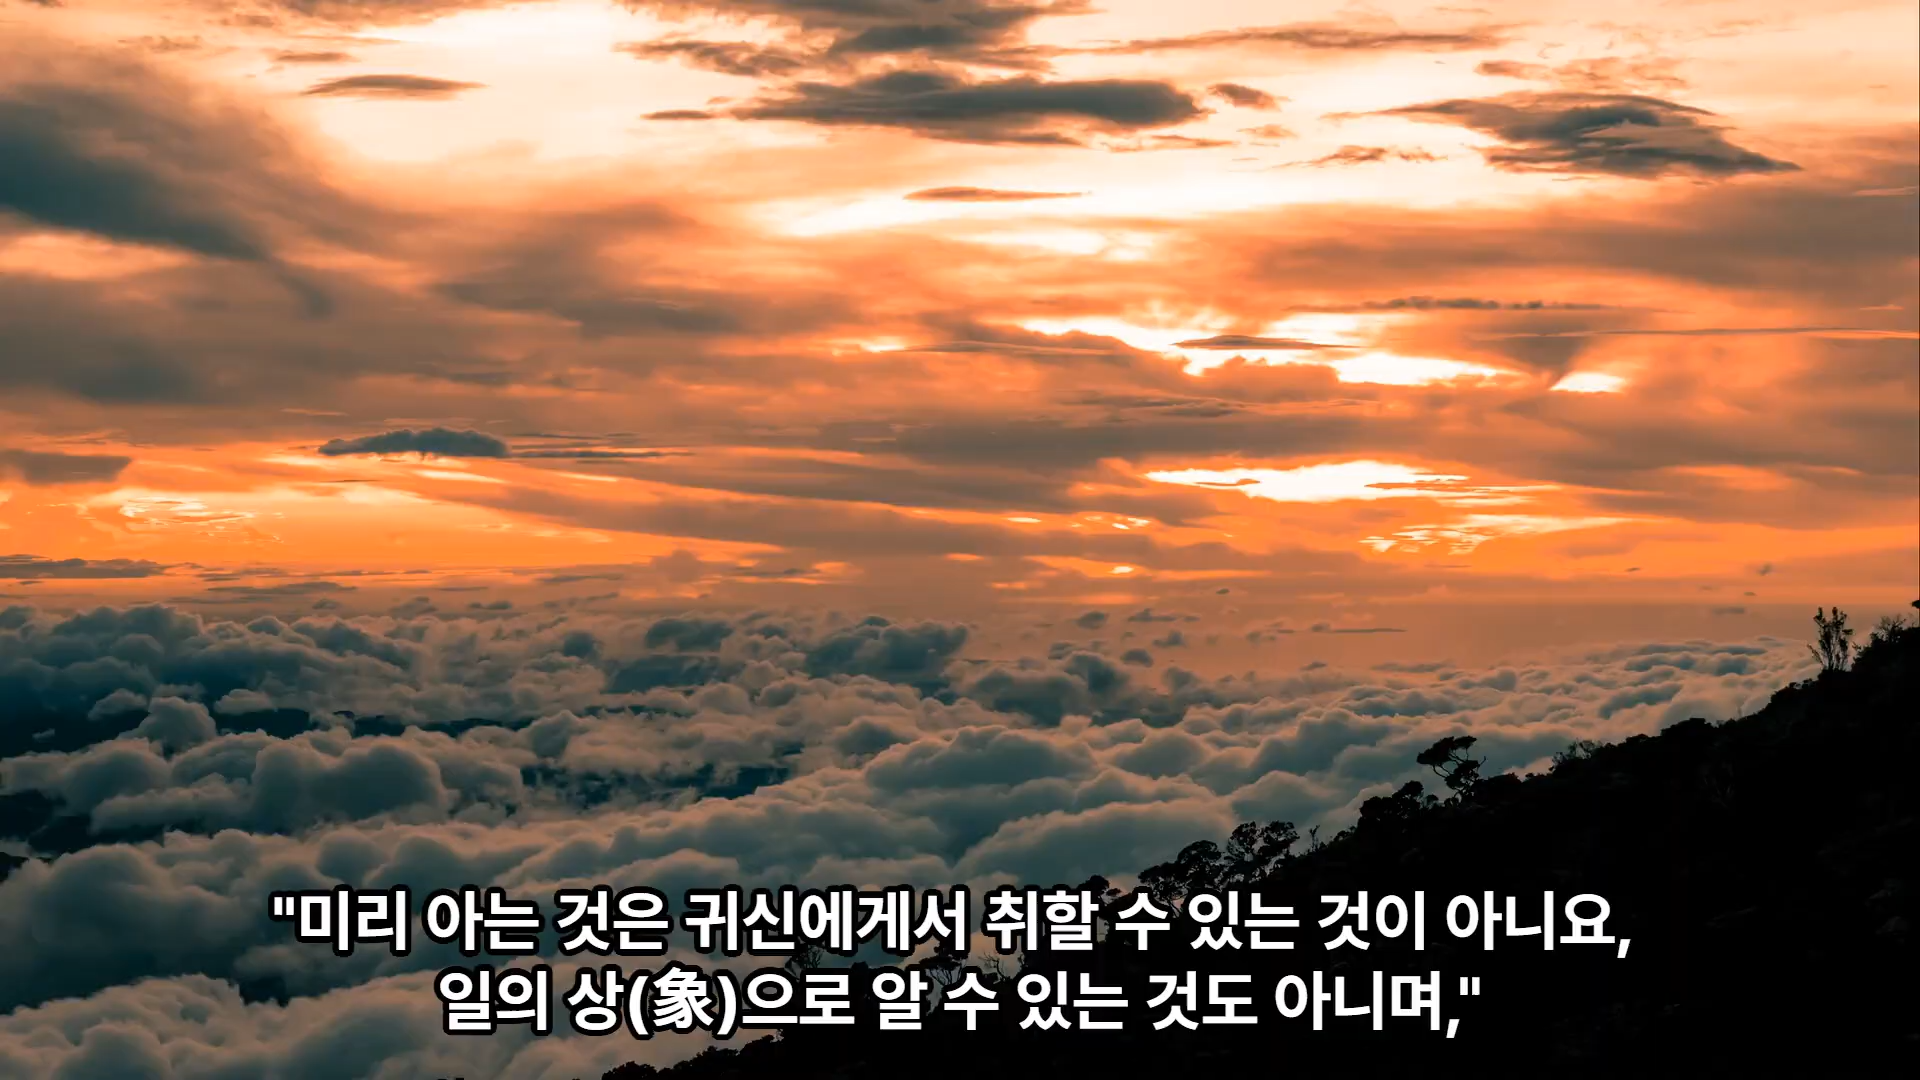 "미리 아는 것은 귀신에게서 취할 수 있는 것이 아니요,
일의 상(象)으로 알 수 있는 것도 아니며,"